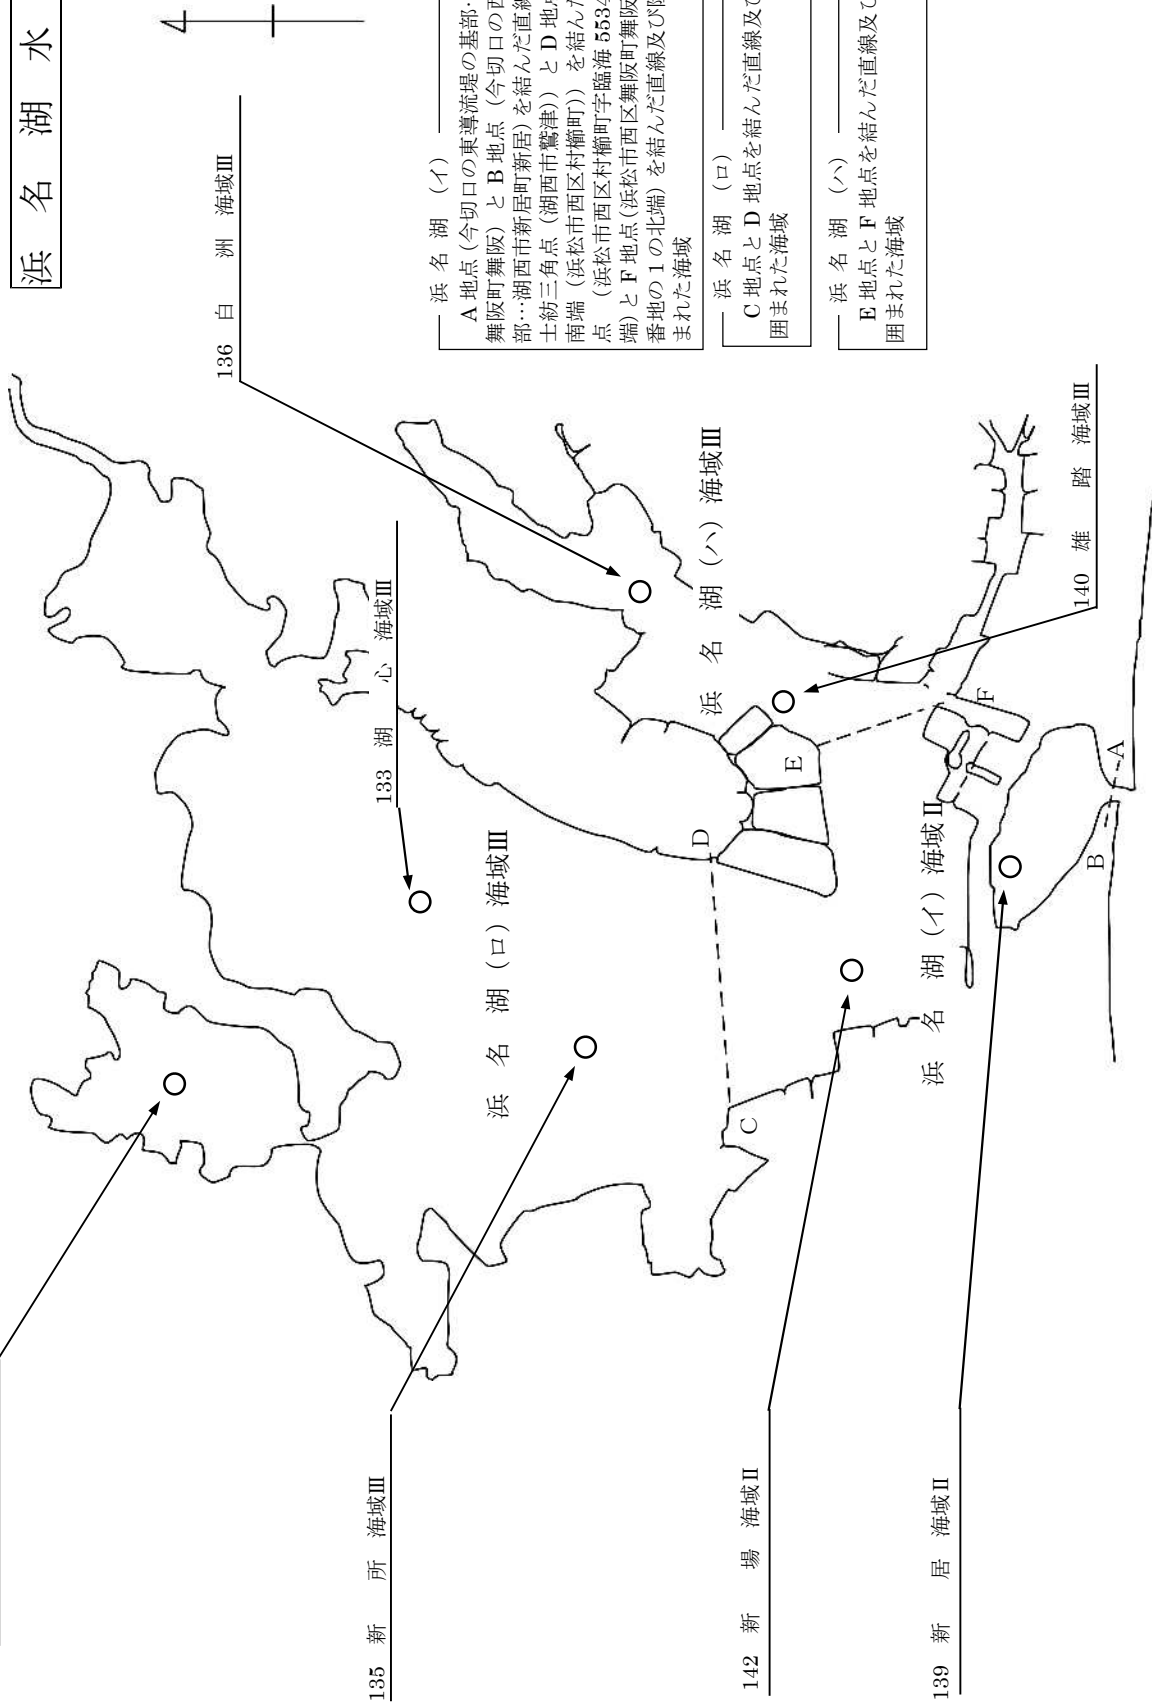 浜名湖水
136 白洲 海域Ⅲ
浜名湖(イ)
A地点(今切口の東導流堤の基部・
舞阪町舞阪)とB地点(今切口の西
部…湖西市新居町新居)を結んだ直線
士紡三角点(湖西市鷲津))とD地点
南端(浜松市西区村櫛町))を結んだ
点(浜松市西区村櫛町字臨海5534
端)とF地点(浜松市西区舞阪町舞阪
番地の1の北端)を結んだ直線及び陸
まれた海域
浜名湖(ロ)
C地点とD地点を結んだ直線及び
囲まれた海域
浜名湖(ハ)
E地点とF地点を結んだ直線及び
囲まれた海域
133 湖心 海域Ⅲ
浜名湖(ハ)海域Ⅲ
140 雄踏 海域Ⅲ
浜名湖(ロ)海域Ⅲ
D
E
F
A
B
C
浜名湖(イ)海域Ⅱ
135 新所 海域Ⅲ
142 新場 海域Ⅱ
139 新居 海域Ⅱ